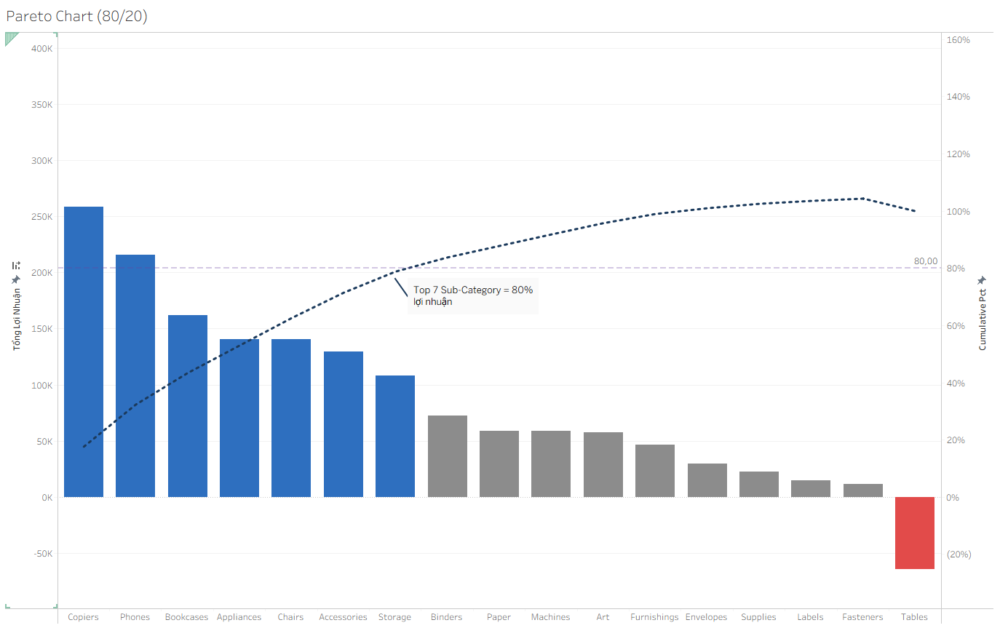 Pareto Chart (80/20)
400K
350K
300K
250K
200K
150K
100K
50K
0K
-50K
Tổng Lợi Nhuận
160%
140%
120%
100%
80%
60%
40%
20%
0%
(20%)
Cumulative Pct
80,00
Top 7 Sub-Category = 80%
lợi nhuận
Copiers Phones Bookcases Appliances Chairs Accessories Storage Binders Paper Machines Art Furnishings Envelopes Supplies Labels Fasteners Tables